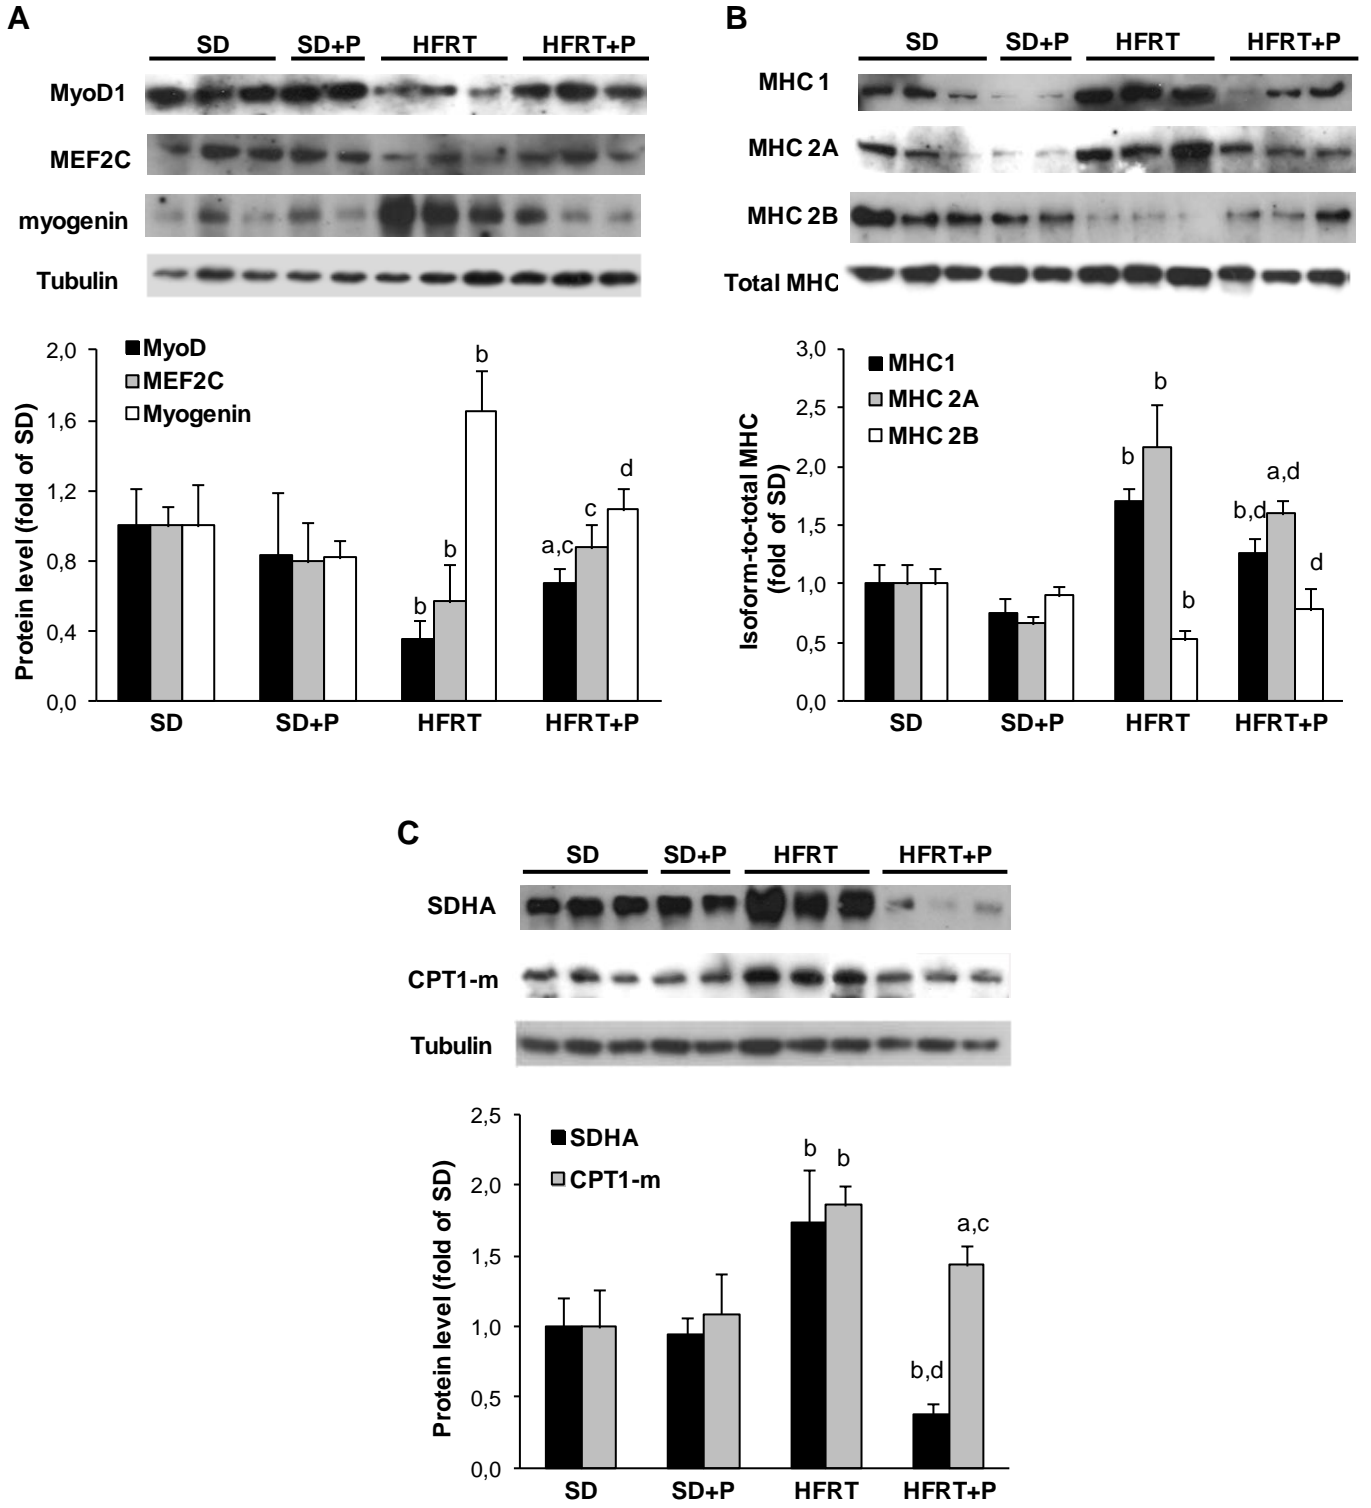 A
SD SD+P HFRT HFRT+P
MyoD1
MEF2C
myogenin
Tubulin
2,0
1,6
1,2
0,8
0,4
0,0
Protein level (fold of SD)
MyoD
MEF2C
Myogenin
b
b
b
a,c
c
d
SD SD+P HFRT HFRT+P
B
SD SD+P HFRT HFRT+P
MHC 1
MHC 2A
MHC 2B
Total MHC
3,0
2,5
2,0
1,5
1,0
0,5
0,0
Isoform-to-total MHC
(fold of SD)
MHC1
MHC 2A
MHC 2B
b
b
b
b,d
a,d
d
SD SD+P HFRT HFRT+P
C
SD SD+P HFRT HFRT+P
SDHA
CPT1-m
Tubulin
2,5
2,0
1,5
1,0
0,5
0,0
Protein level (fold of SD)
SDHA
CPT1-m
b
b
b,d
a,c
SD SD+P HFRT HFRT+P